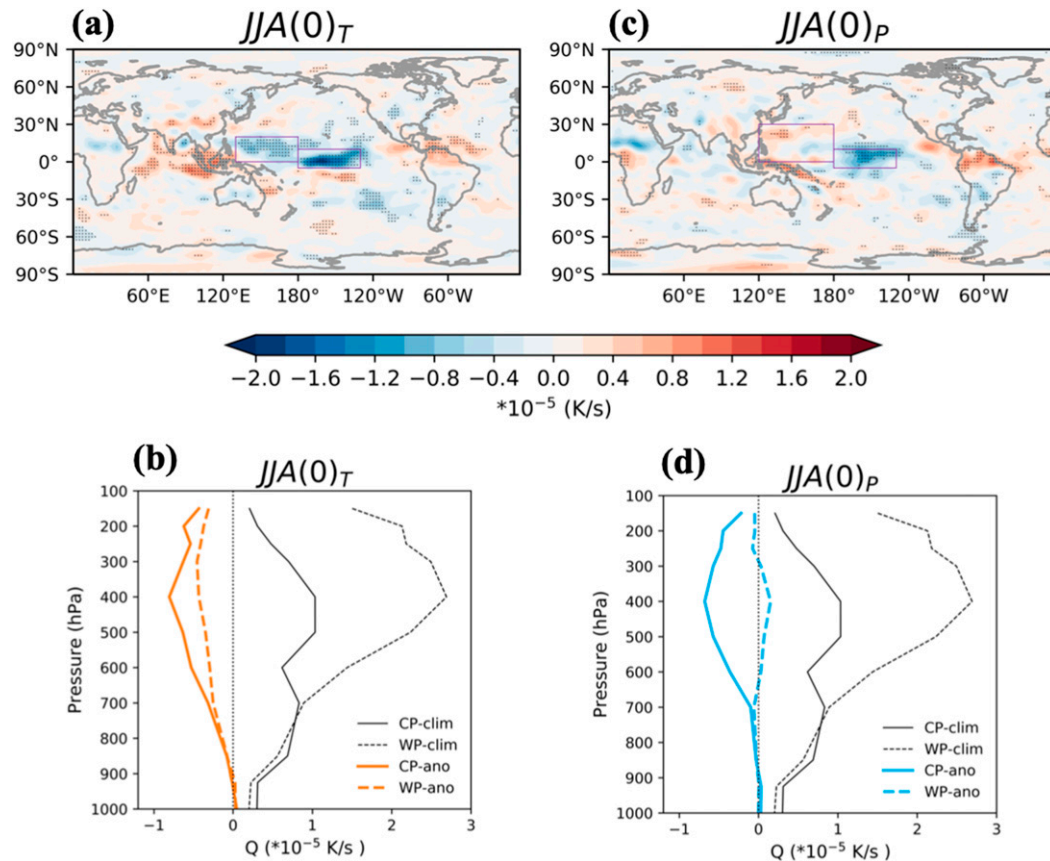 (a) JJA(0)T (c) JJA(0)P
90°N 90°N
60°N 60°N
30°N 30°N
0° 0°
30°S 30°S
60°S 60°S
90°S 90°S
60°E 120°E 180° 120°W 60°W 60°E 120°E 180° 120°W 60°W
−2.0 −1.6 −1.2 −0.8 −0.4 0.0 0.4 0.8 1.2 1.6 2.0
*10−5 (K/s)
(b) JJA(0)T
100
200
300
400
500
600
700
800
900
1000
Pressure (hPa)
CP-clim
WP-clim
CP-ano
WP-ano
−1 0 1 2 3
Q (*10−5 K/s )
(d) JJA(0)P
100
200
300
400
500
600
700
800
900
1000
Pressure (hPa)
CP-clim
WP-clim
CP-ano
WP-ano
−1 0 1 2 3
Q (*10−5 K/s )